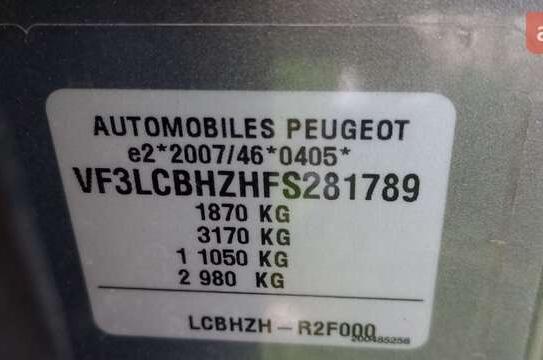 AUTOMOBILES PEUGEOT
e2*2007/46*0405*
VF3LCBHZHFS281789
1870 KG
3170 KG
1 1050 KG
2 980 KG
LCBHZH - R2F000
200485256